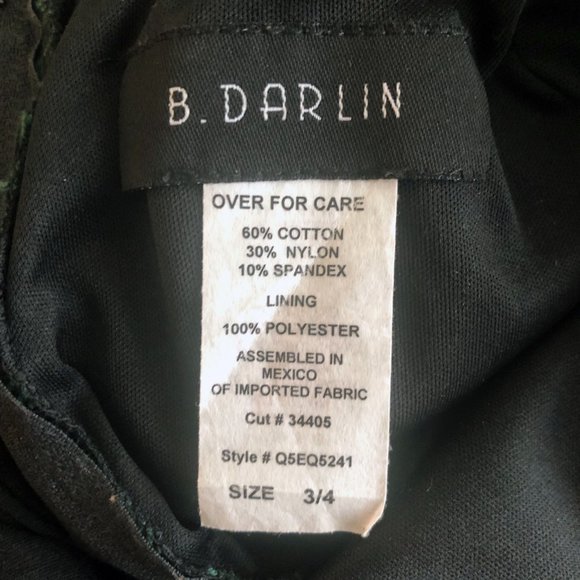 B. DARLIN
OVER FOR CARE
60% COTTON
30% NYLON
10% SPANDEX
LINING
100% POLYESTER
ASSEMBLED IN
MEXICO
OF IMPORTED FABRIC
Cut # 34405
Style # Q5EQ5241
SIZE 3/4